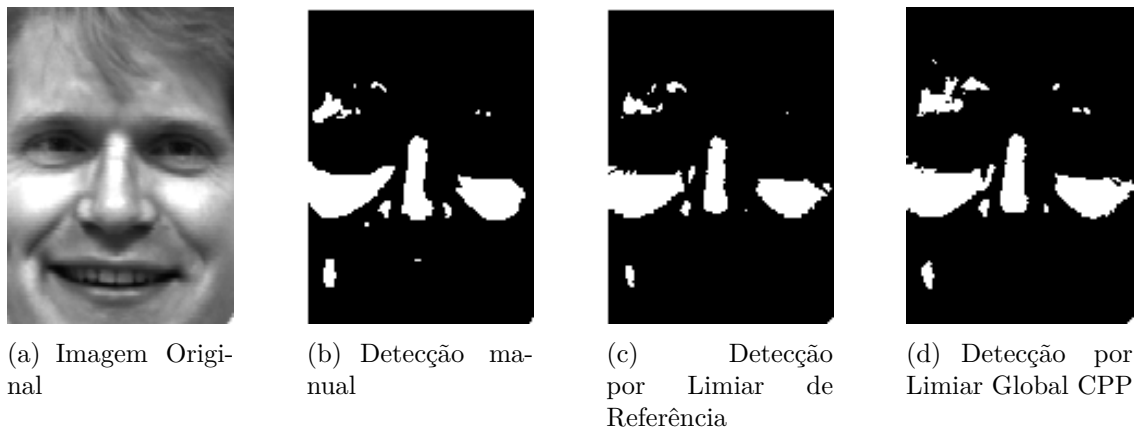 (a) Imagem Origi-
nal
(b) Detecção ma-
nual
(c) Detecção
por Limiar de
Referência
(d) Detecção por
Limiar Global CPP